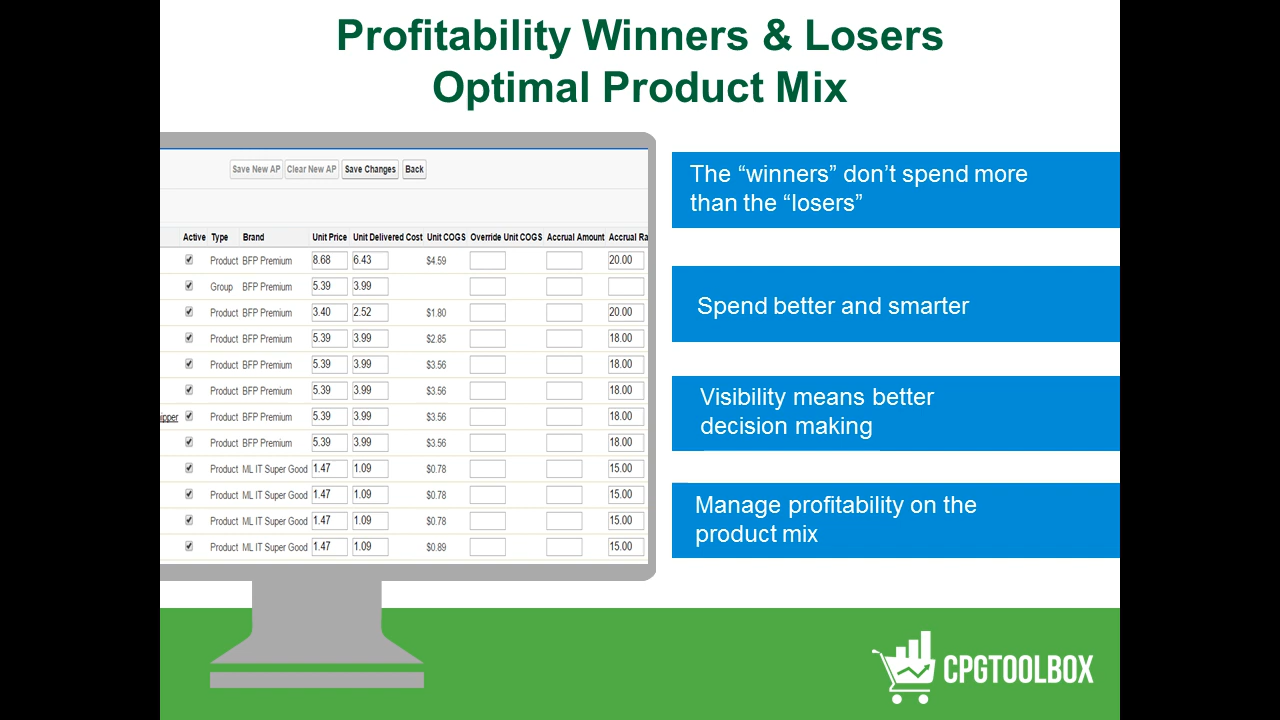 Profitability Winners & Losers
Optimal Product Mix
Save New AP Clear New AP Save Changes Back
Active Type Brand Unit Price Unit Delivered Cost Unit COGS Override Unit COGS Accrual Amount Accrual Ra
Product BFP Premium 8.68 6.43 $4.59 20.00
Group BFP Premium 5.39 3.99
Product BFP Premium 3.40 2.52 $1.80 20.00
Product BFP Premium 5.39 3.99 $2.85 18.00
Product BFP Premium 5.39 3.99 $3.56 18.00
Product BFP Premium 5.39 3.99 $3.56 18.00
ipper Product BFP Premium 5.39 3.99 $3.56 18.00
Product BFP Premium 5.39 3.99 $3.56 18.00
Product ML IT Super Good 1.47 1.09 $0.78 15.00
Product ML IT Super Good 1.47 1.09 $0.78 15.00
Product ML IT Super Good 1.47 1.09 $0.78 15.00
Product ML IT Super Good 1.47 1.09 $0.89 15.00
The “winners” don’t spend more
than the “losers”
Spend better and smarter
Visibility means better
decision making
Manage profitability on the
product mix
CPGTOOLBOX